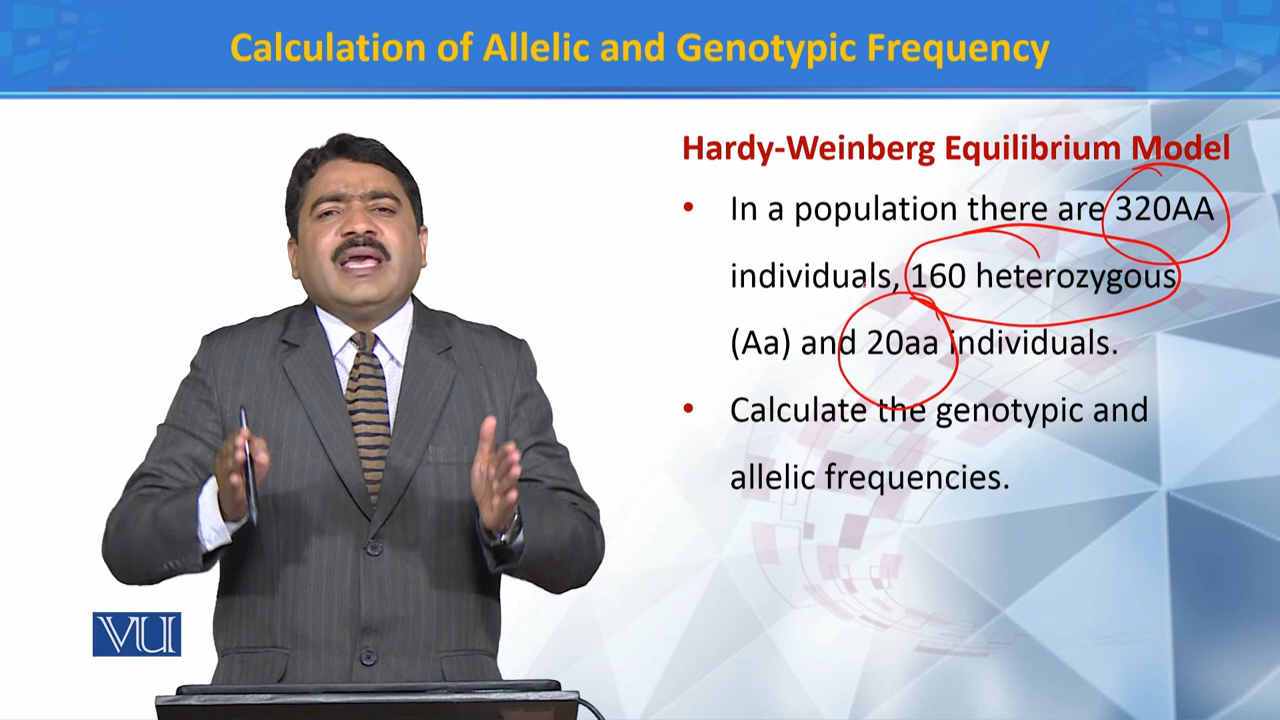 Calculation of Allelic and Genotypic Frequency
Hardy-Weinberg Equilibrium Model
• In a population there are 320AA
individuals, 160 heterozygous
(Aa) and 20aa individuals.
• Calculate the genotypic and
allelic frequencies.
VU